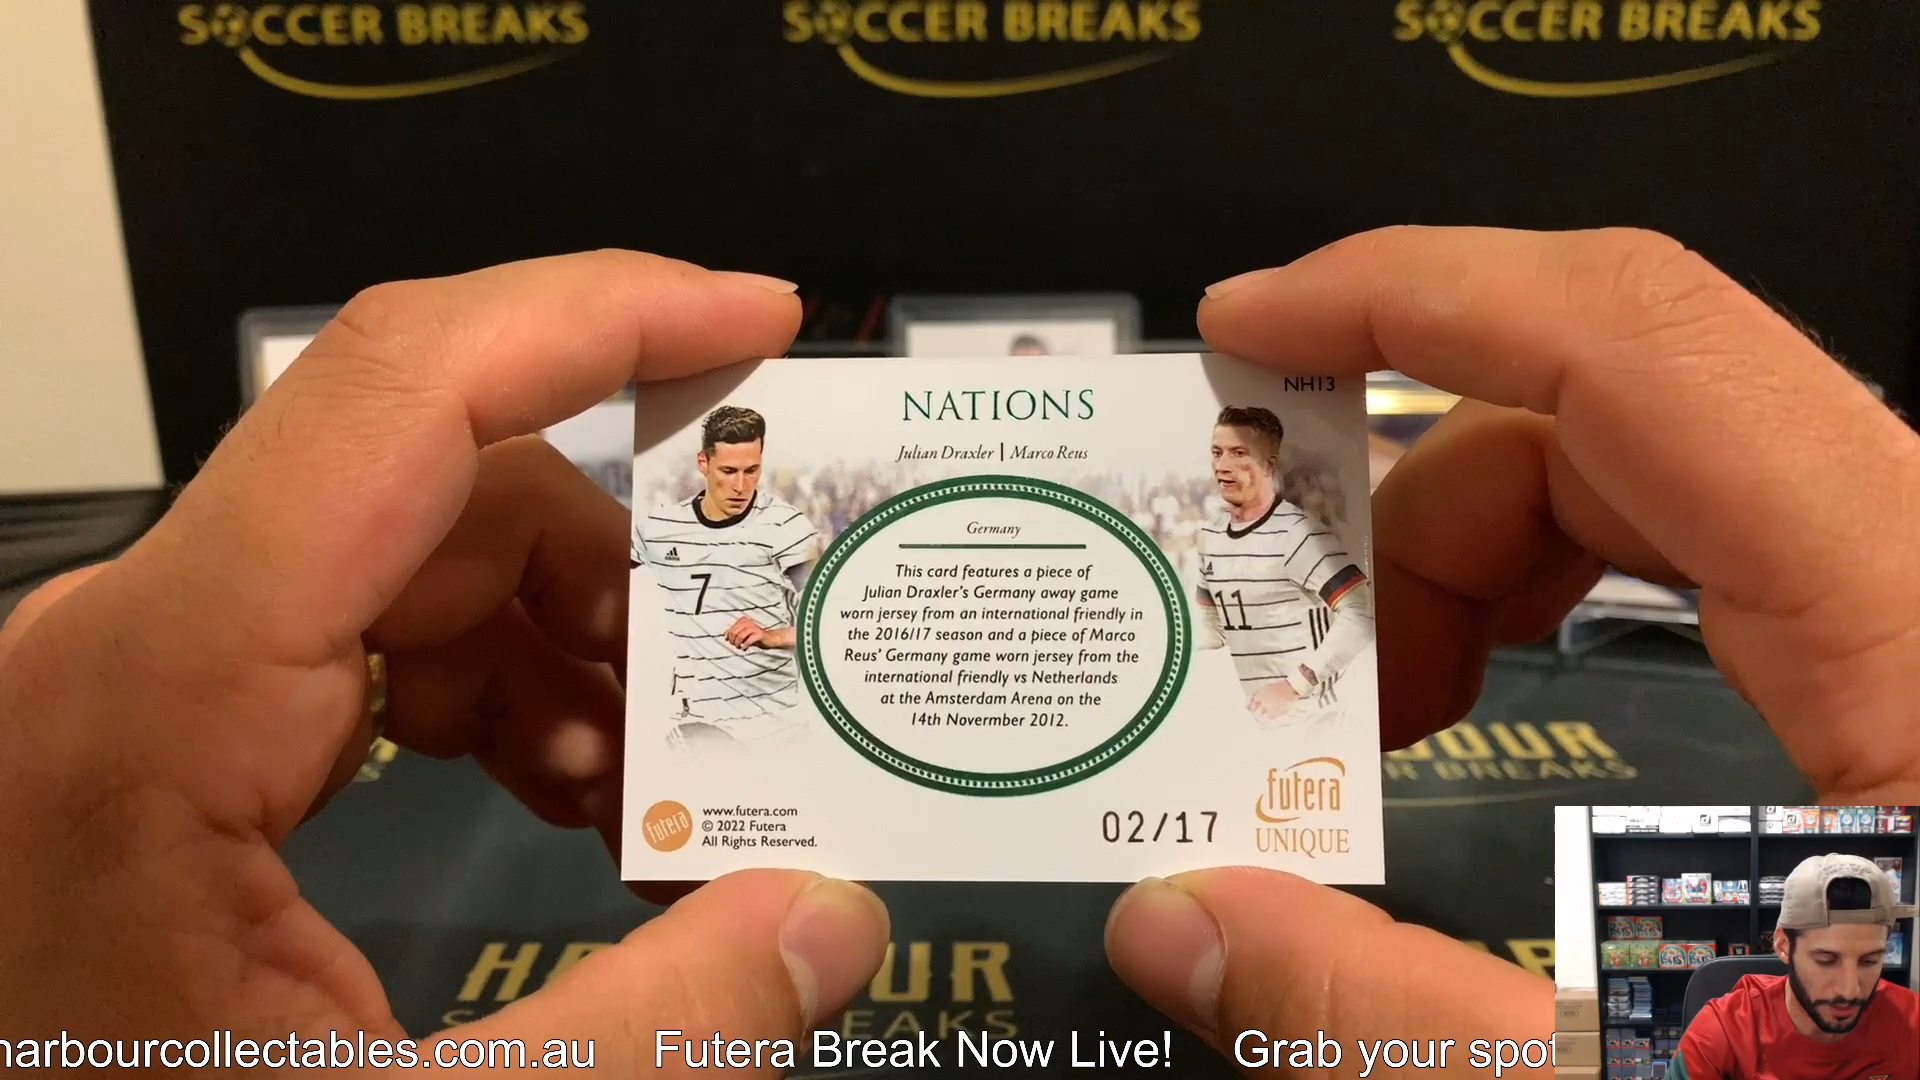 SOCCER BREAKS
SOCCER BREAKS
SOCCER BREAKS
NH13
NATIONS
Julian Draxler | Marco Reus
Germany
This card features a piece of
Julian Draxler's Germany away game
worn jersey from an international friendly in
the 2016/17 season and a piece of Marco
Reus' Germany game worn jersey from the
international friendly vs Netherlands
at the Amsterdam Arena on the
14th Novermber 2012.
adidas
7
11
futera
www.futera.com
© 2022 Futera
All Rights Reserved.
02/17
futera
UNIQUE
harbourcollectables.com.au Futera Break Now Live! Grab your spot